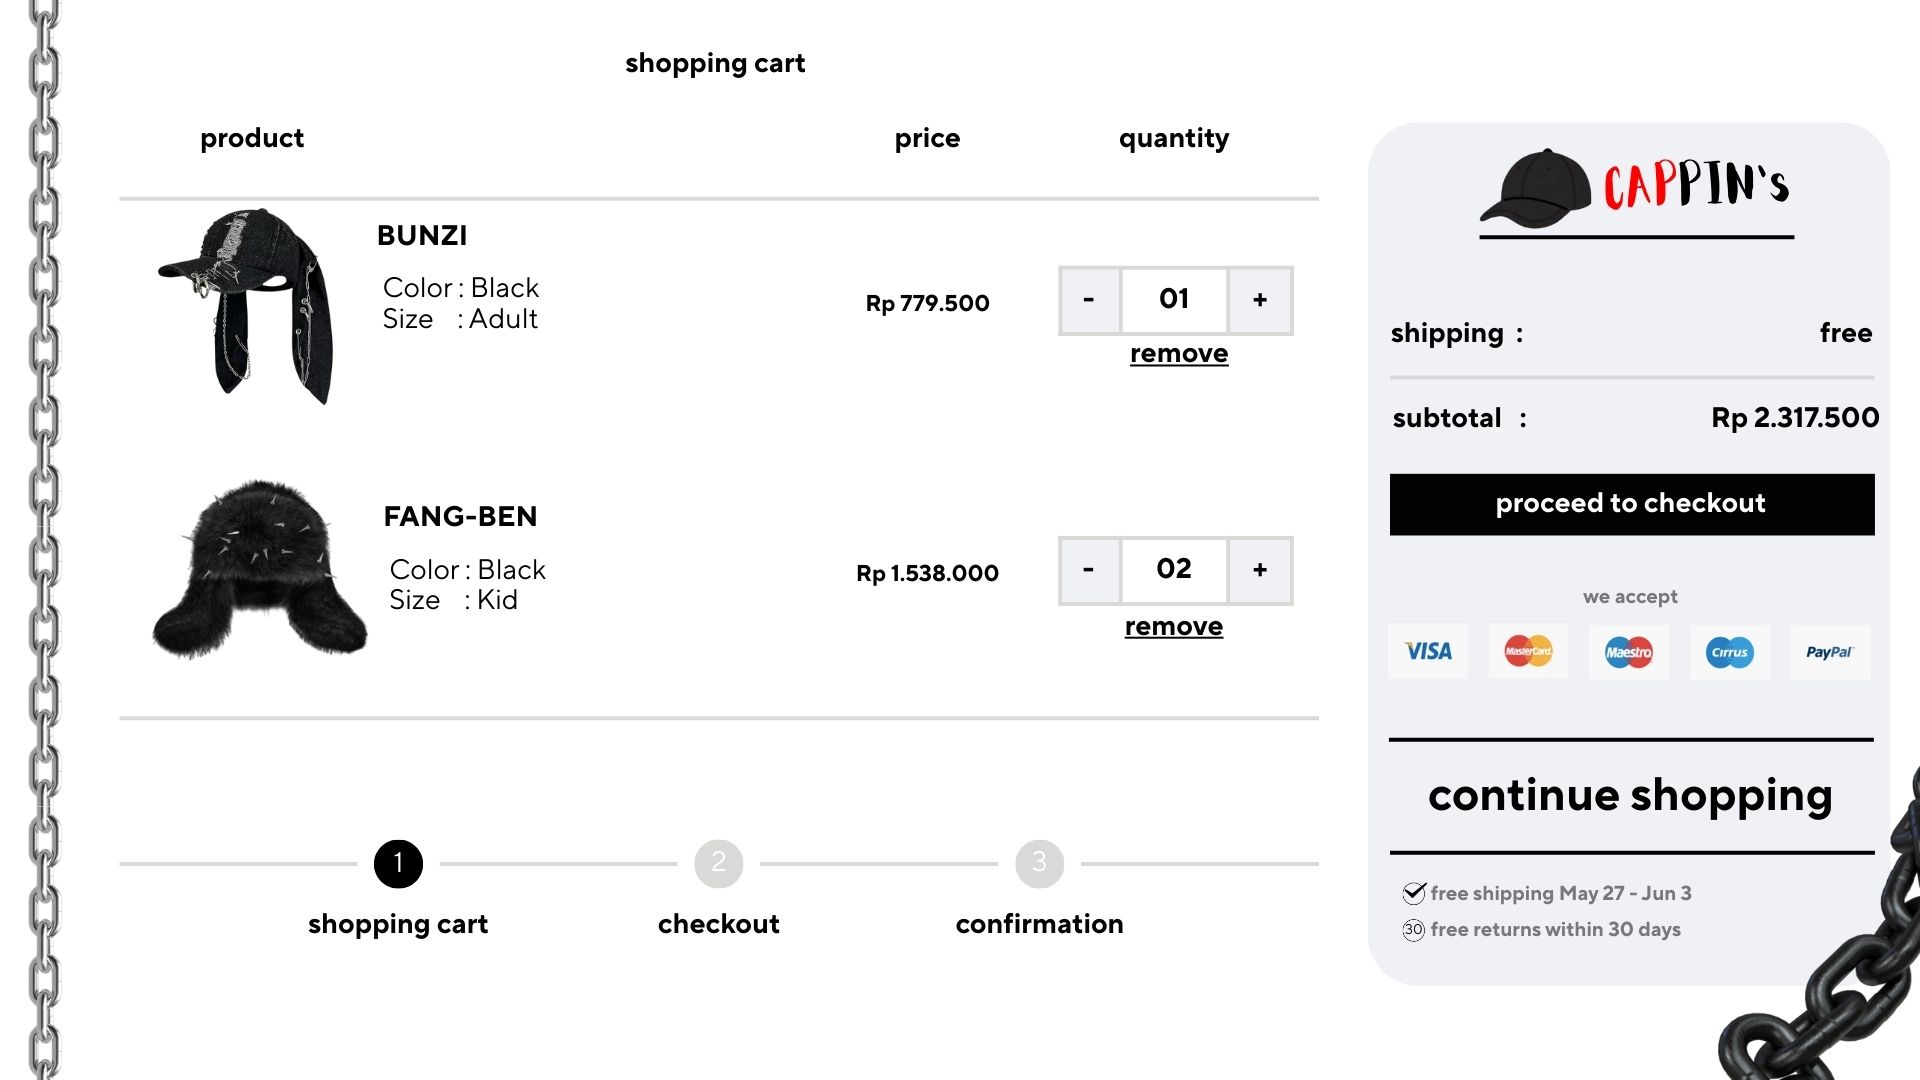 shopping cart
product price quantity
BUNZI
Color : Black
Size : Adult
Rp 779.500
- 01 +
remove
FANG-BEN
Color : Black
Size : Kid
Rp 1.538.000
- 02 +
remove
1 2 3
shopping cart checkout confirmation
CAPPIN's
shipping : free
subtotal : Rp 2.317.500
proceed to checkout
we accept
VISA MasterCard Maestro Cirrus PayPal
continue shopping
free shipping May 27 - Jun 3
30 free returns within 30 days